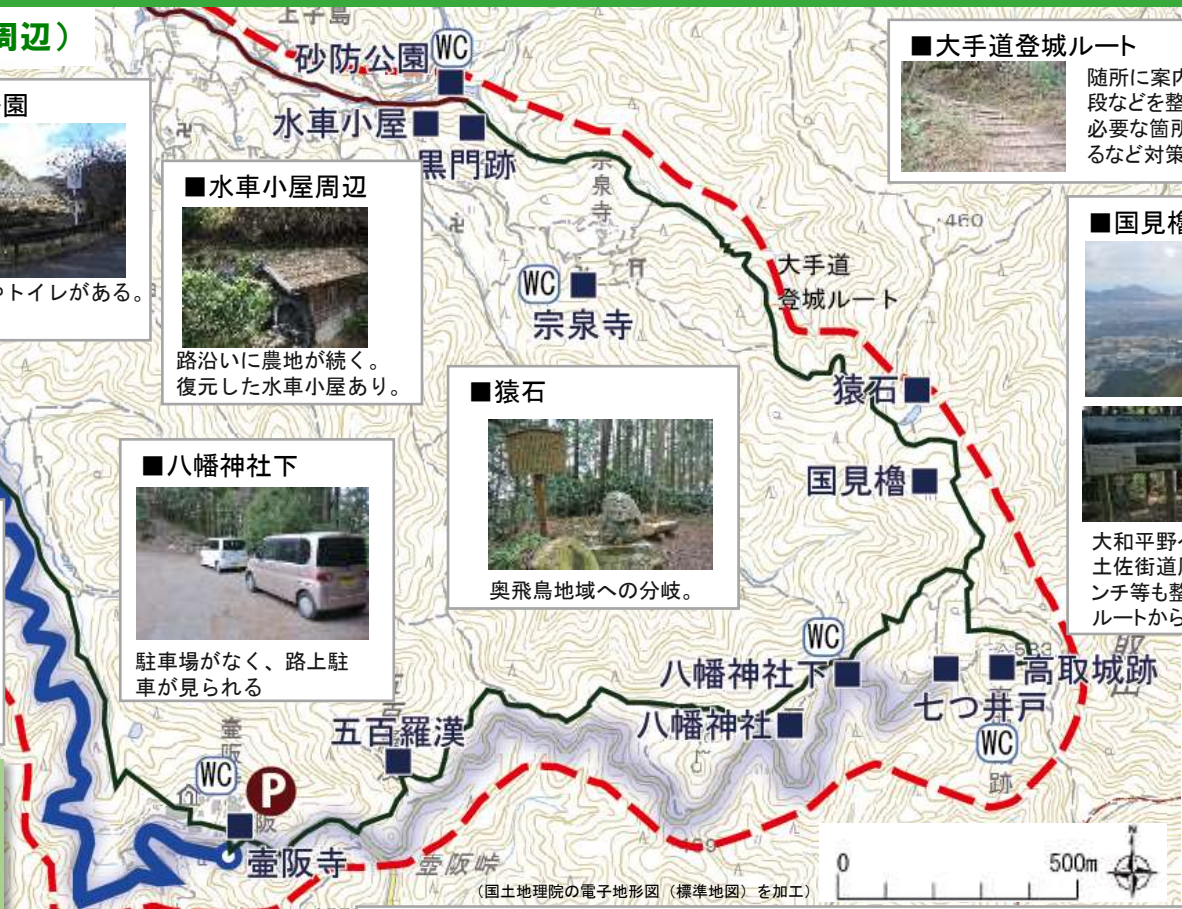 周辺）
上子島
砂防公園
WC
■大手道登城ルート
随所に案内
段などを整
必要な箇所
るなど対策
園
やトイレがある。
水車小屋
黒門跡
■水車小屋周辺
路沿いに農地が続く。
復元した水車小屋あり。
宗泉寺
WC
宗泉寺
・460
大手道
登城ルート
■国見櫓
大和平野へ
土佐街道
ンチ等も整
ルートから
■猿石
奥飛鳥地域への分岐。
猿石
国見櫓
■八幡神社下
駐車場がなく、路上駐
車が見られる
WC
八幡神社下
高取城跡
七つ井戸
八幡神社
WC
跡
五百羅漢
WC
P
壷阪寺
壷阪峠
（国土地理院の電子地形図（標準地図）を加工）
0
500m
N